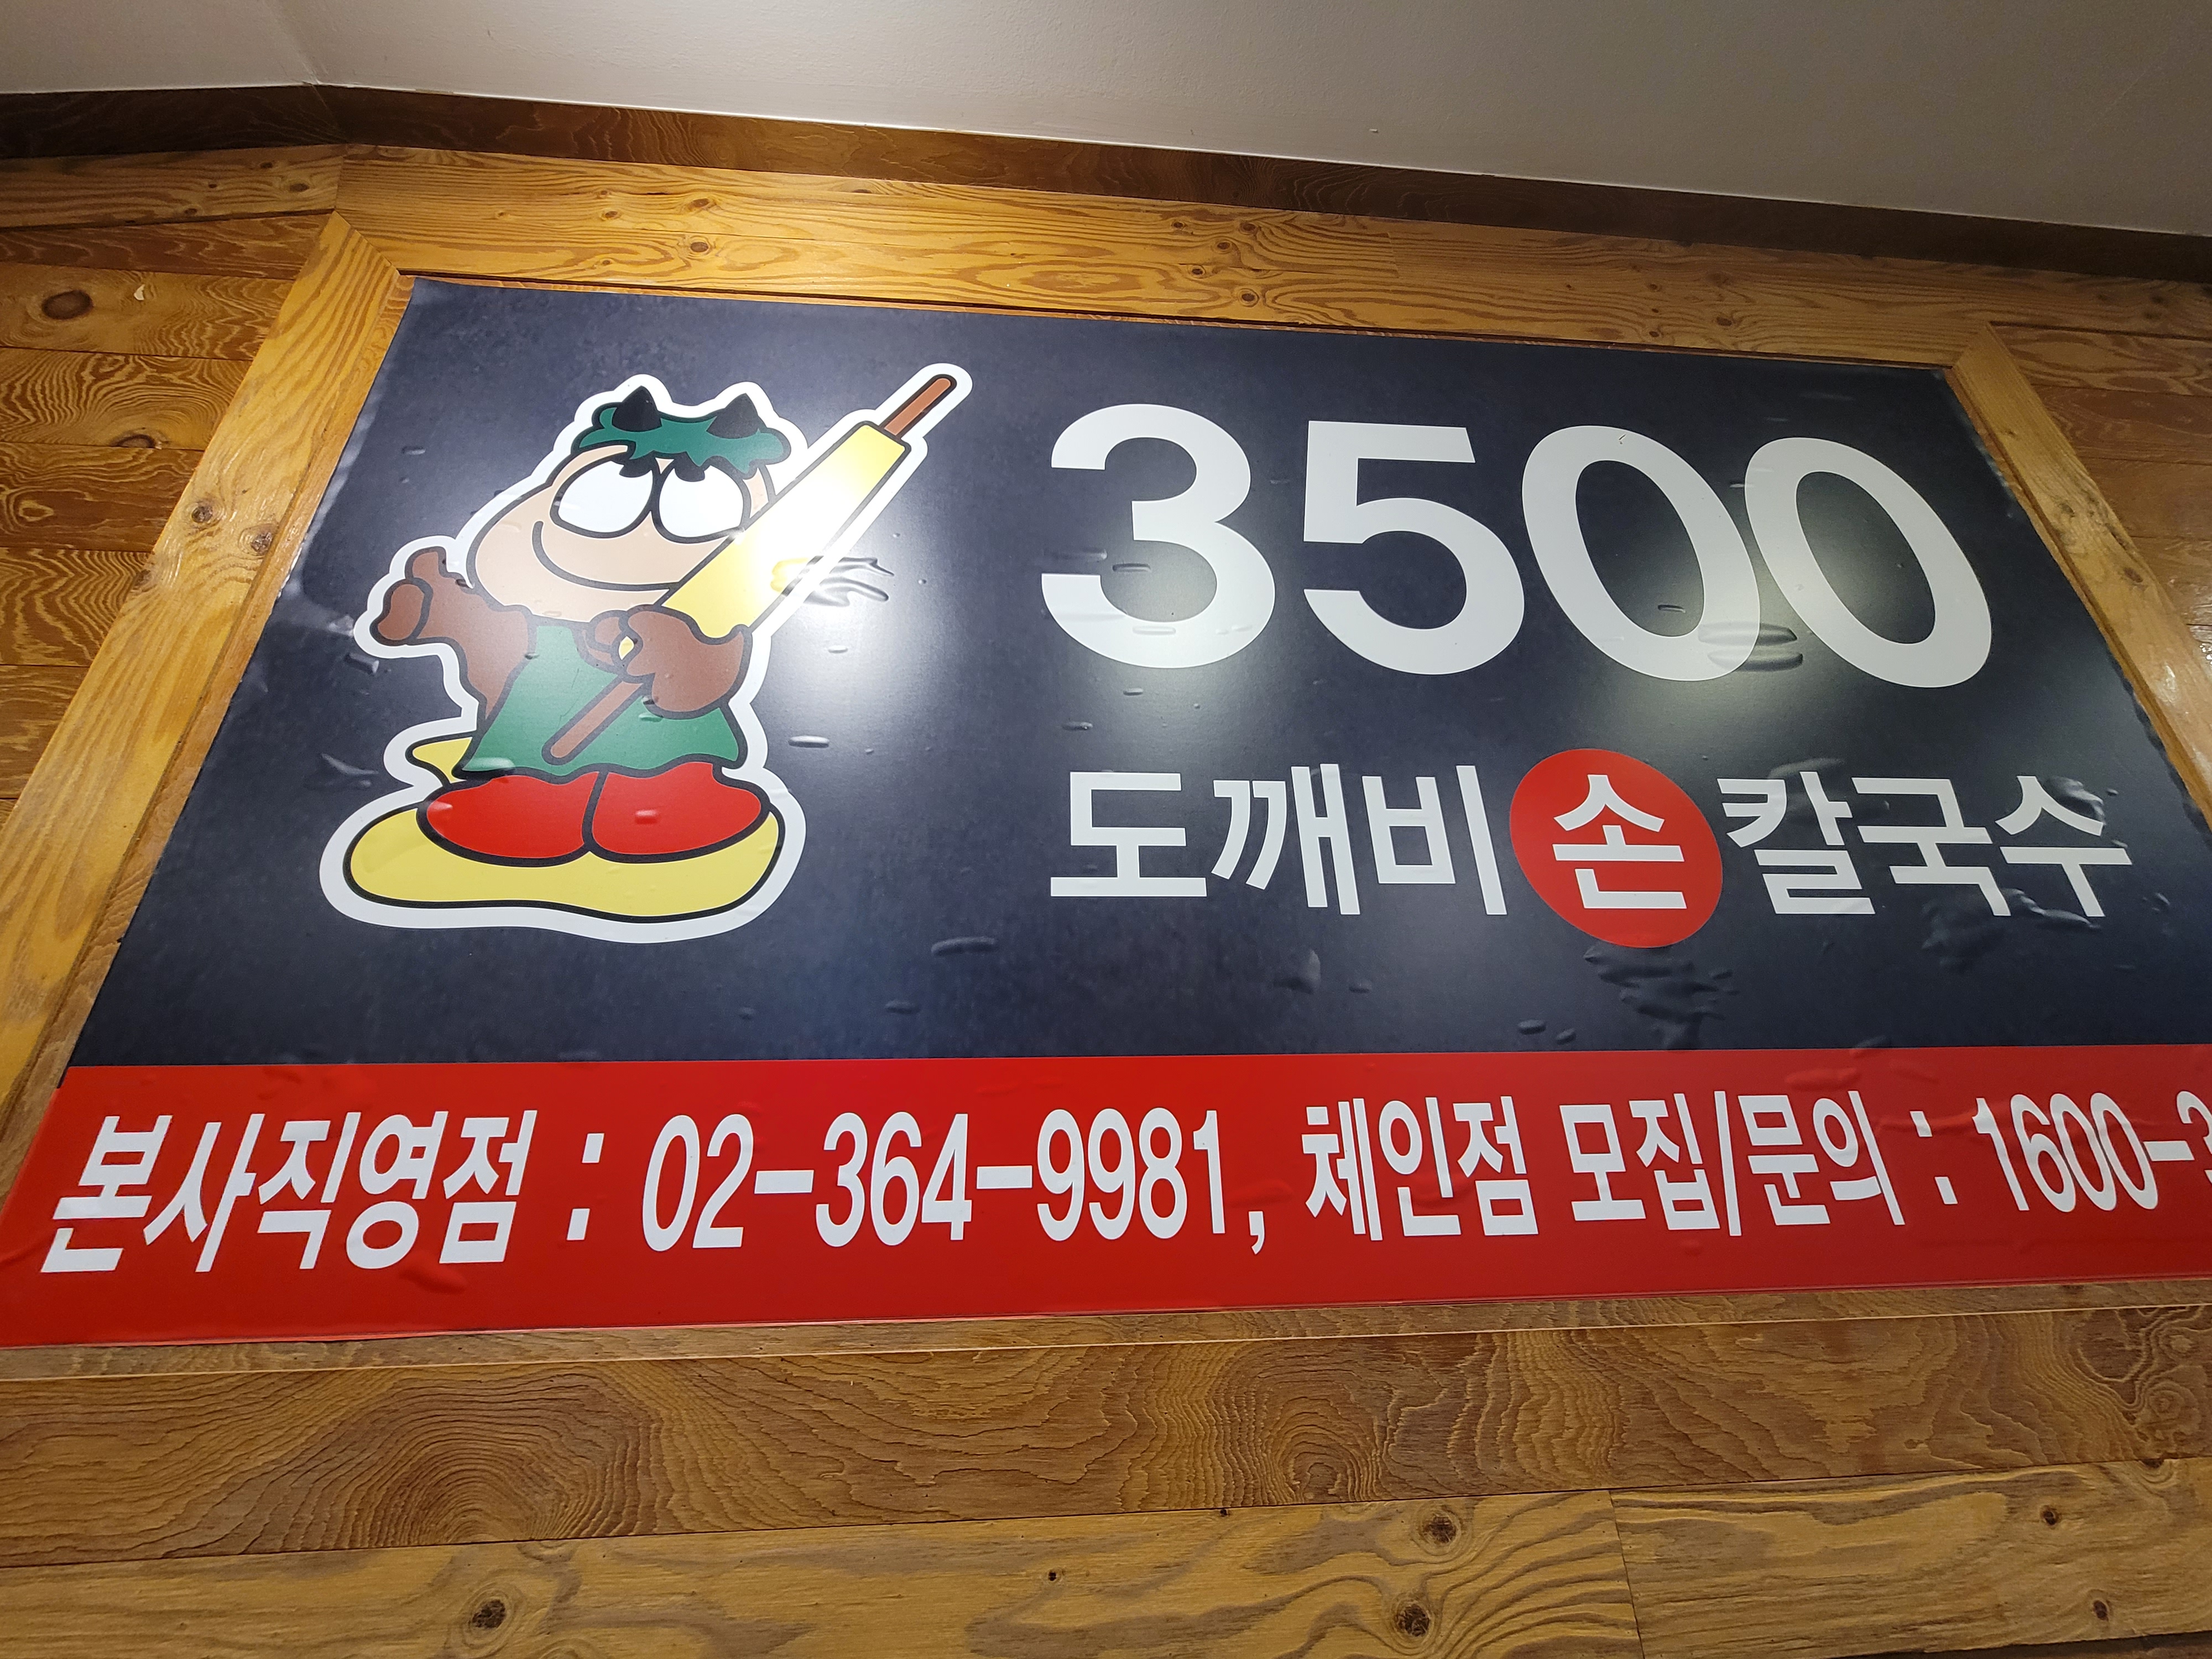 3500
도깨비손칼국수
본사직영점 : 02-364-9981, 체인점 모집/문의 : 1600-3